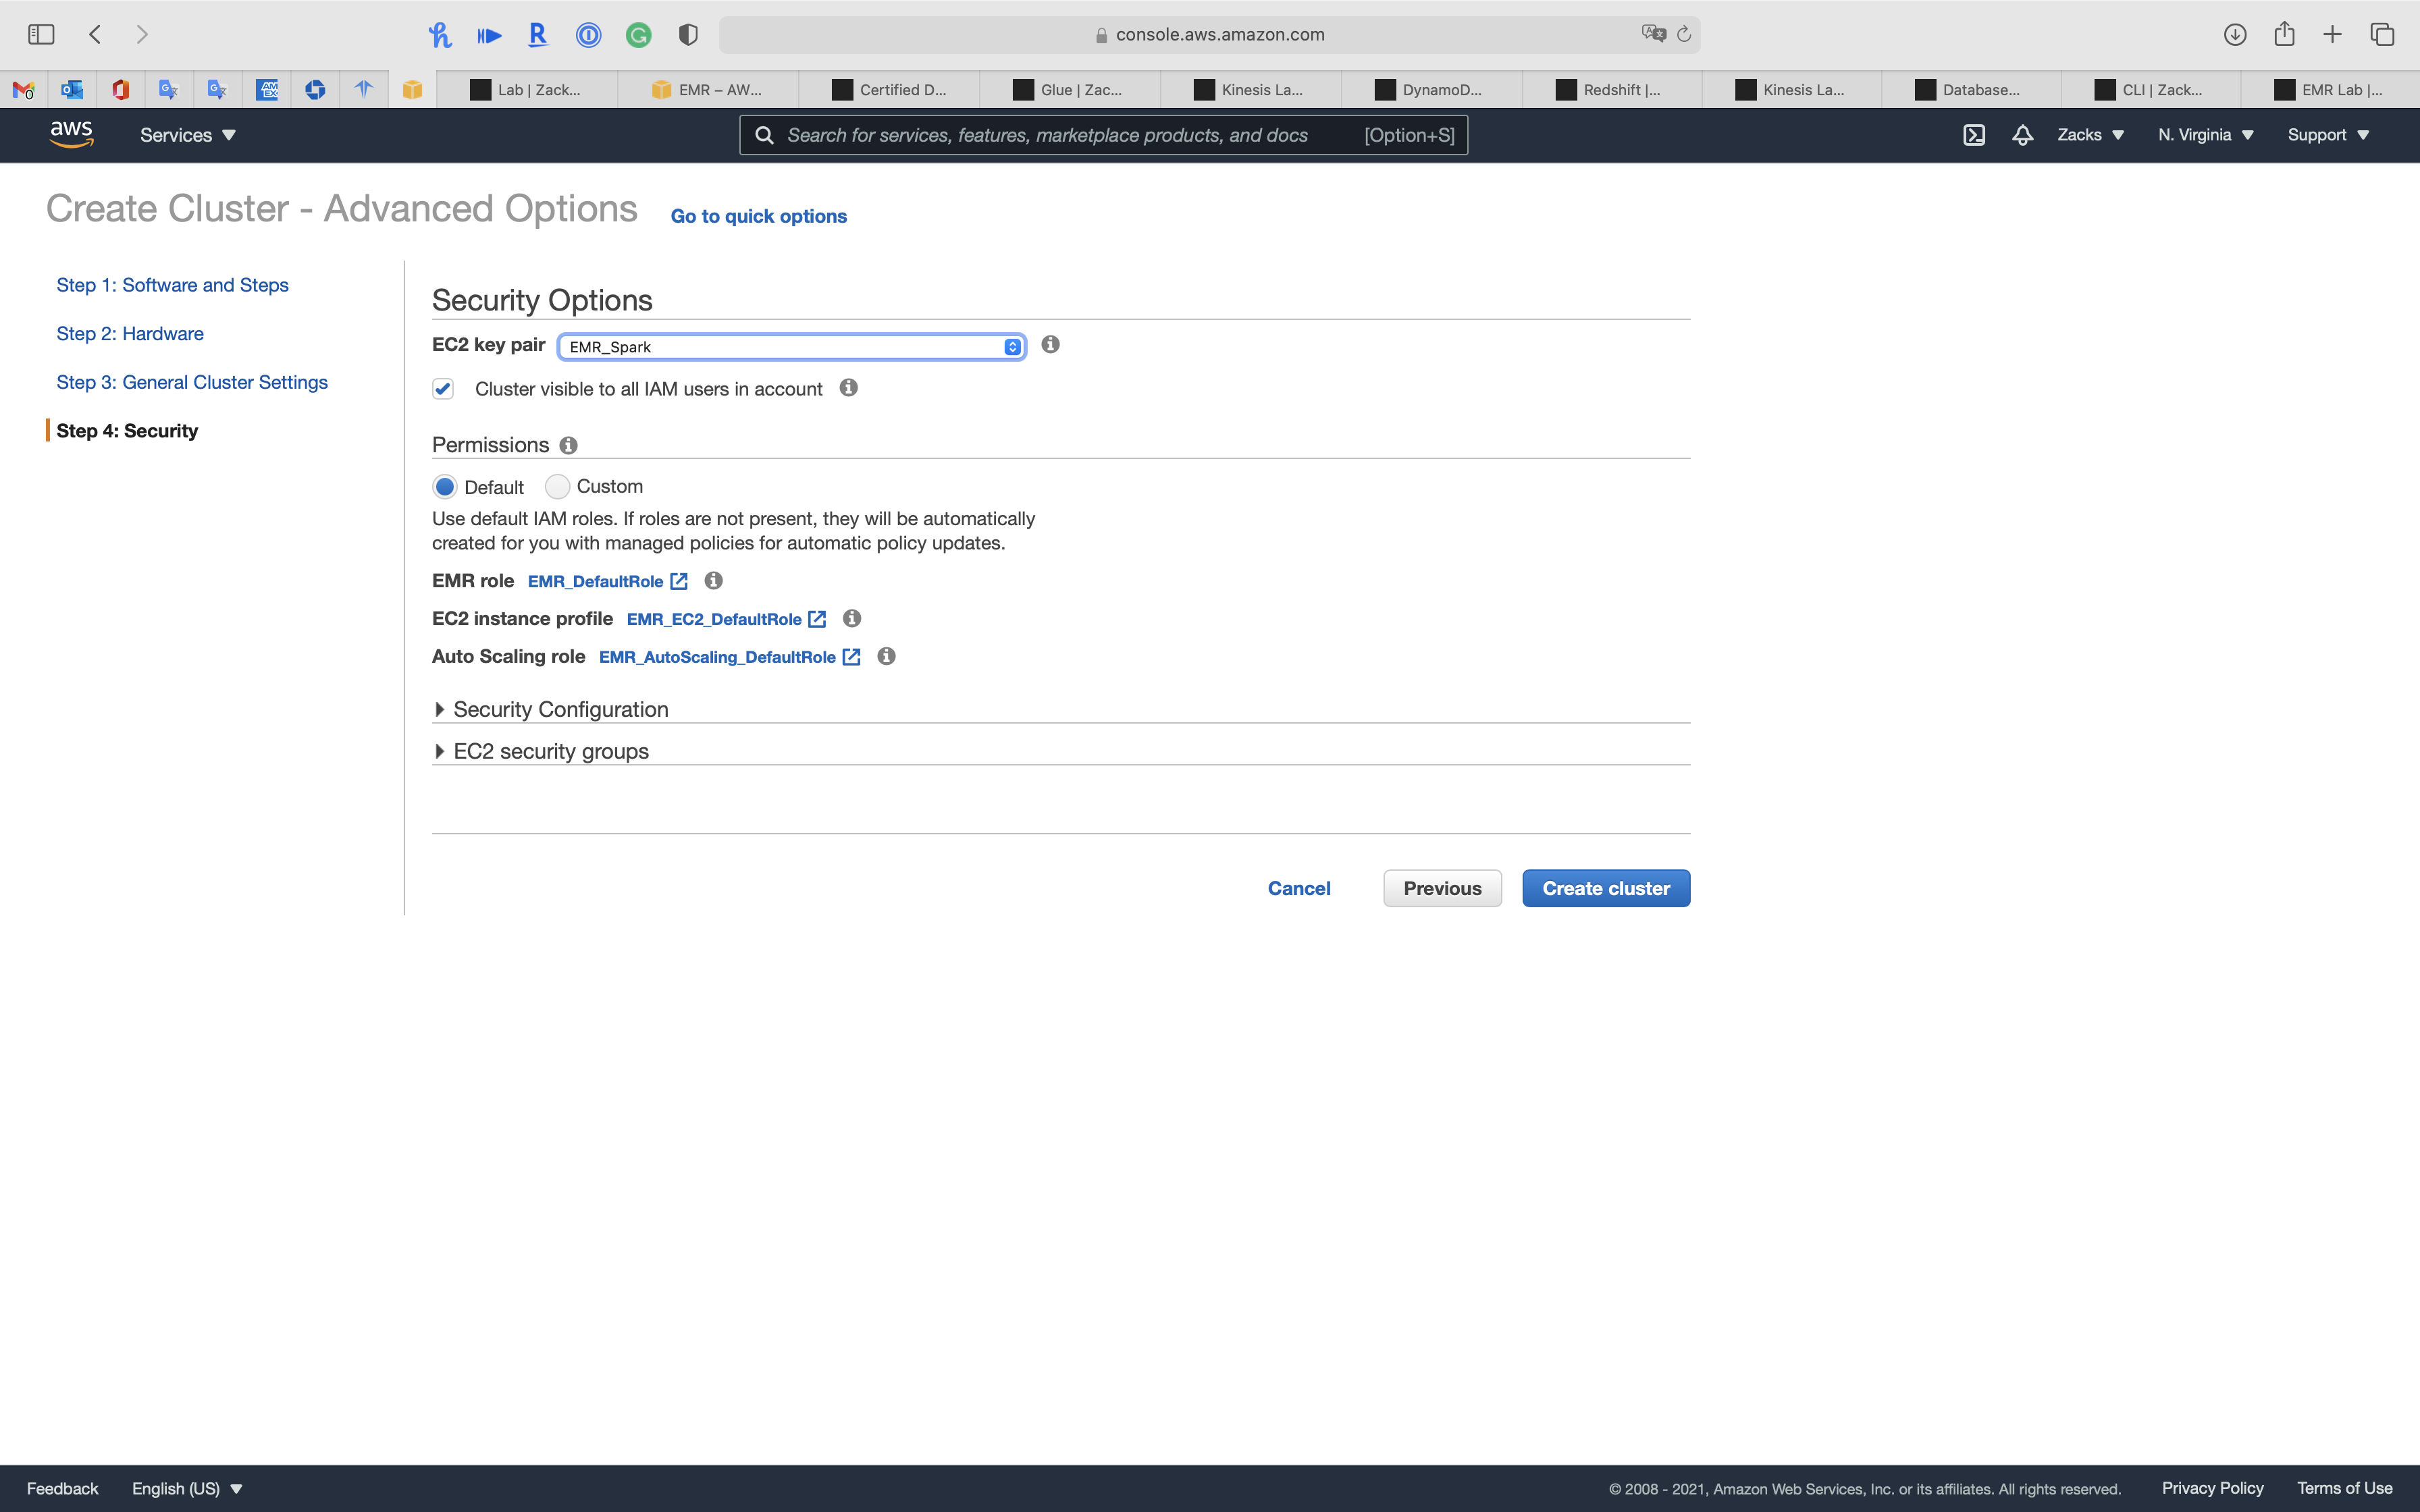 console.aws.amazon.com
Lab | Zack...
EMR – AW...
Certified D...
Glue | Zac...
Kinesis La...
DynamoD...
Redshift |...
Kinesis La...
Database...
CLI | Zack...
EMR Lab |...
aws
Services
Search for services, features, marketplace products, and docs [Option+S]
Zacks
N. Virginia
Support
Create Cluster - Advanced Options
Go to quick options
Step 1: Software and Steps
Step 2: Hardware
Step 3: General Cluster Settings
Step 4: Security
Security Options
EC2 key pair EMR_Spark
Cluster visible to all IAM users in account
Permissions
Default Custom
Use default IAM roles. If roles are not present, they will be automatically
created for you with managed policies for automatic policy updates.
EMR role EMR_DefaultRole
EC2 instance profile EMR_EC2_DefaultRole
Auto Scaling role EMR_AutoScaling_DefaultRole
Security Configuration
EC2 security groups
Cancel
Previous
Create cluster
Feedback
English (US)
© 2008 - 2021, Amazon Web Services, Inc. or its affiliates. All rights reserved.
Privacy Policy
Terms of Use